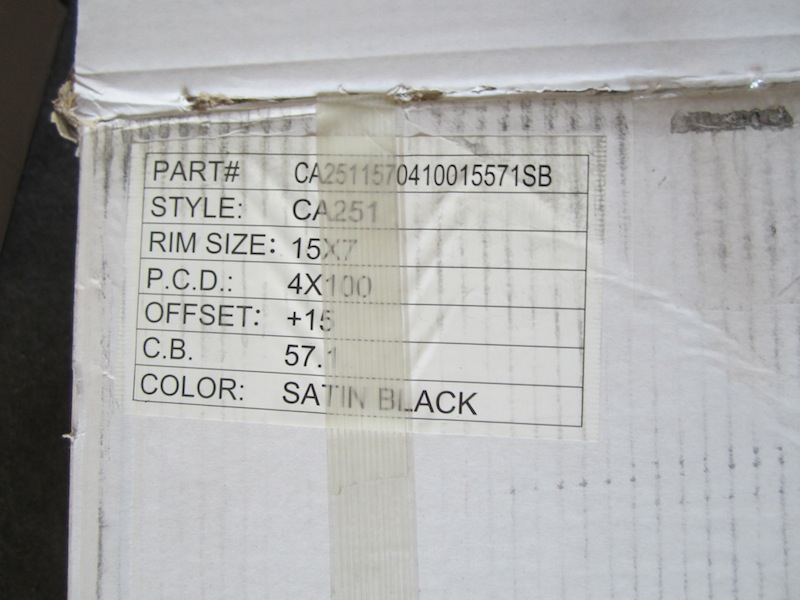 PART# CA2511570410015571SB
STYLE: CA251
RIM SIZE: 15X7
P.C.D.: 4X100
OFFSET: +15
C.B. 57.1
COLOR: SATIN BLACK